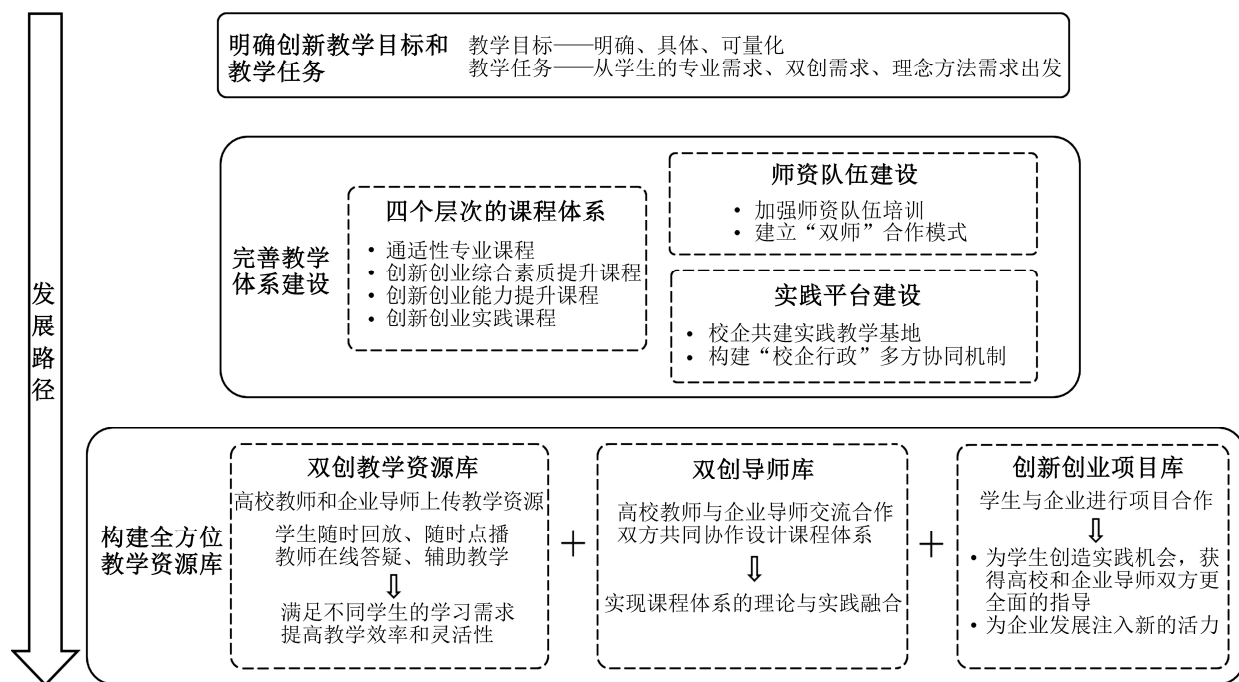 发展路径
明确创新教学目标和
教学任务
教学目标——明确、具体、可量化
教学任务——从学生的专业需求、双创需求、理念方法需求出发
完善教学
体系建设
四个层次的课程体系
• 通适性专业课程
• 创新创业综合素质提升课程
• 创新创业能力提升课程
• 创新创业实践课程
师资队伍建设
• 加强师资队伍培训
• 建立“双师”合作模式
实践平台建设
• 校企共建实践教学基地
• 构建“校企行政”多方协同机制
构建全方位
教学资源库
双创教学资源库
高校教师和企业导师上传教学资源
学生随时回放、随时点播
教师在线答疑、辅助教学
满足不同学生的学习需求
提高教学效率和灵活性
+
双创导师库
高校教师与企业导师交流合作
双方共同协作设计课程体系
实现课程体系的理论与实践融合
+
创新创业项目库
学生与企业进行项目合作
• 为学生创造实践机会，获
得高校和企业导师双方更
全面的指导
• 为企业发展注入新的活力